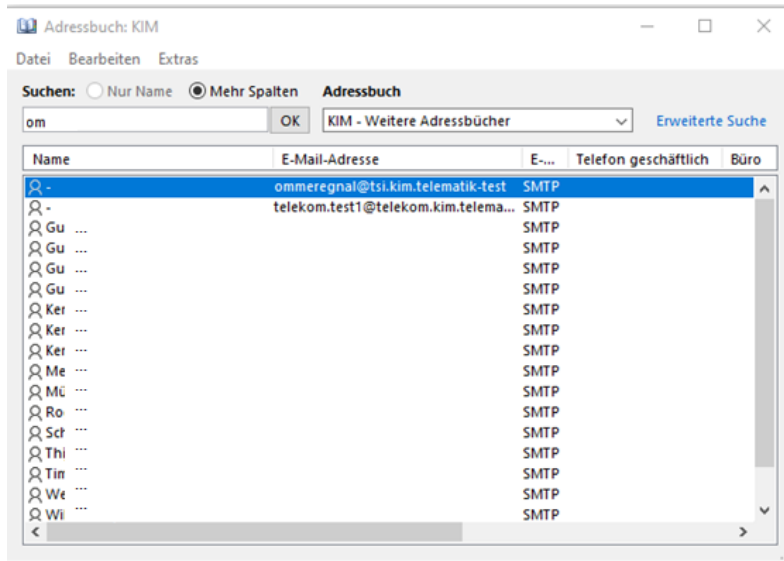 Adressbuch: KIM
Datei Bearbeiten Extras
Suchen: Nur Name Mehr Spalten Adressbuch
om OK KIM - Weitere Adressbücher Erweiterte Suche
Name E-Mail-Adresse E-... Telefon geschäftlich Büro
- ommeregnal@tsi.kim.telematik-test SMTP
- telekom.test1@telekom.kim.telema... SMTP
Gu ... SMTP
Gu ... SMTP
Gu ... SMTP
Gu ... SMTP
Ker ... SMTP
Ker ... SMTP
Ker ... SMTP
Me ... SMTP
Mü ... SMTP
Ro ... SMTP
Sch ... SMTP
Thi ... SMTP
Tim ... SMTP
We ... SMTP
Wil ... SMTP